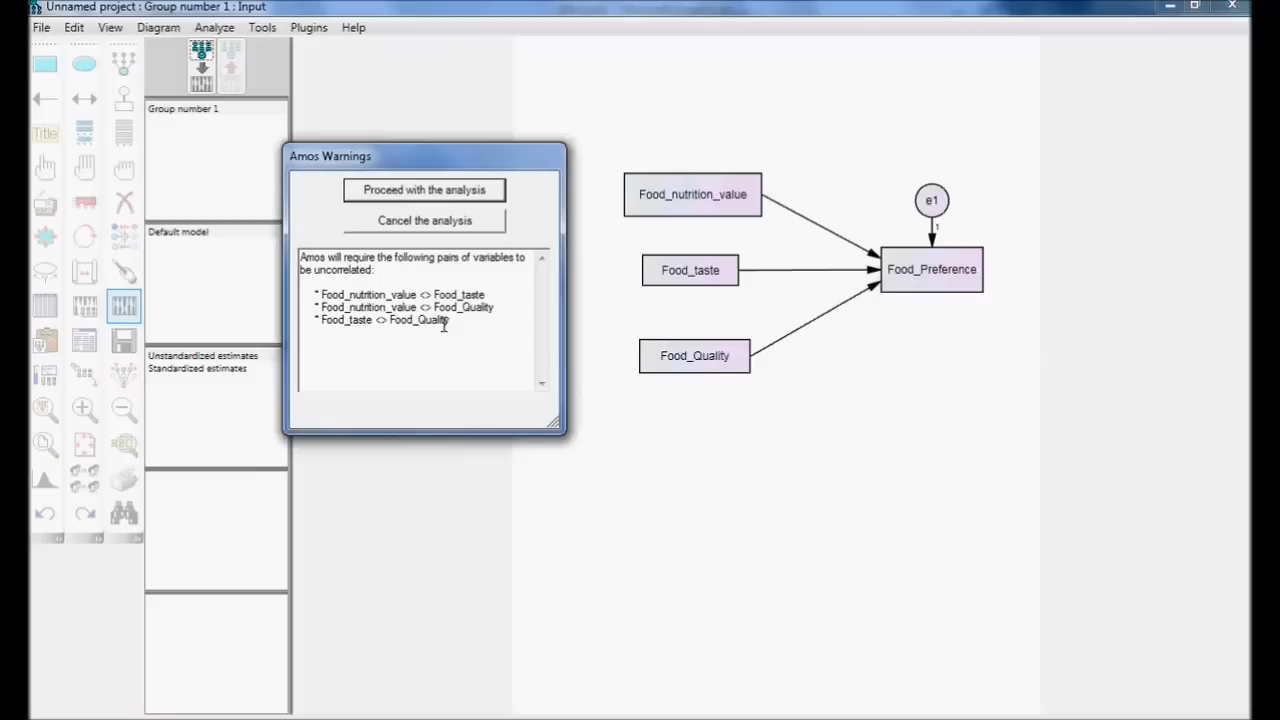 Unnamed project : Group number 1 : Input
File Edit View Diagram Analyze Tools Plugins Help
Title
Group number 1
Default model
Unstandardized estimates
Standardized estimates
Amos Warnings
Proceed with the analysis
Cancel the analysis
Amos will require the following pairs of variables to
be uncorrelated:
* Food_nutrition_value <> Food_taste
* Food_nutrition_value <> Food_Quality
* Food_taste <> Food_Quality
Food_nutrition_value
e1
1
Food_taste
Food_Preference
Food_Quality